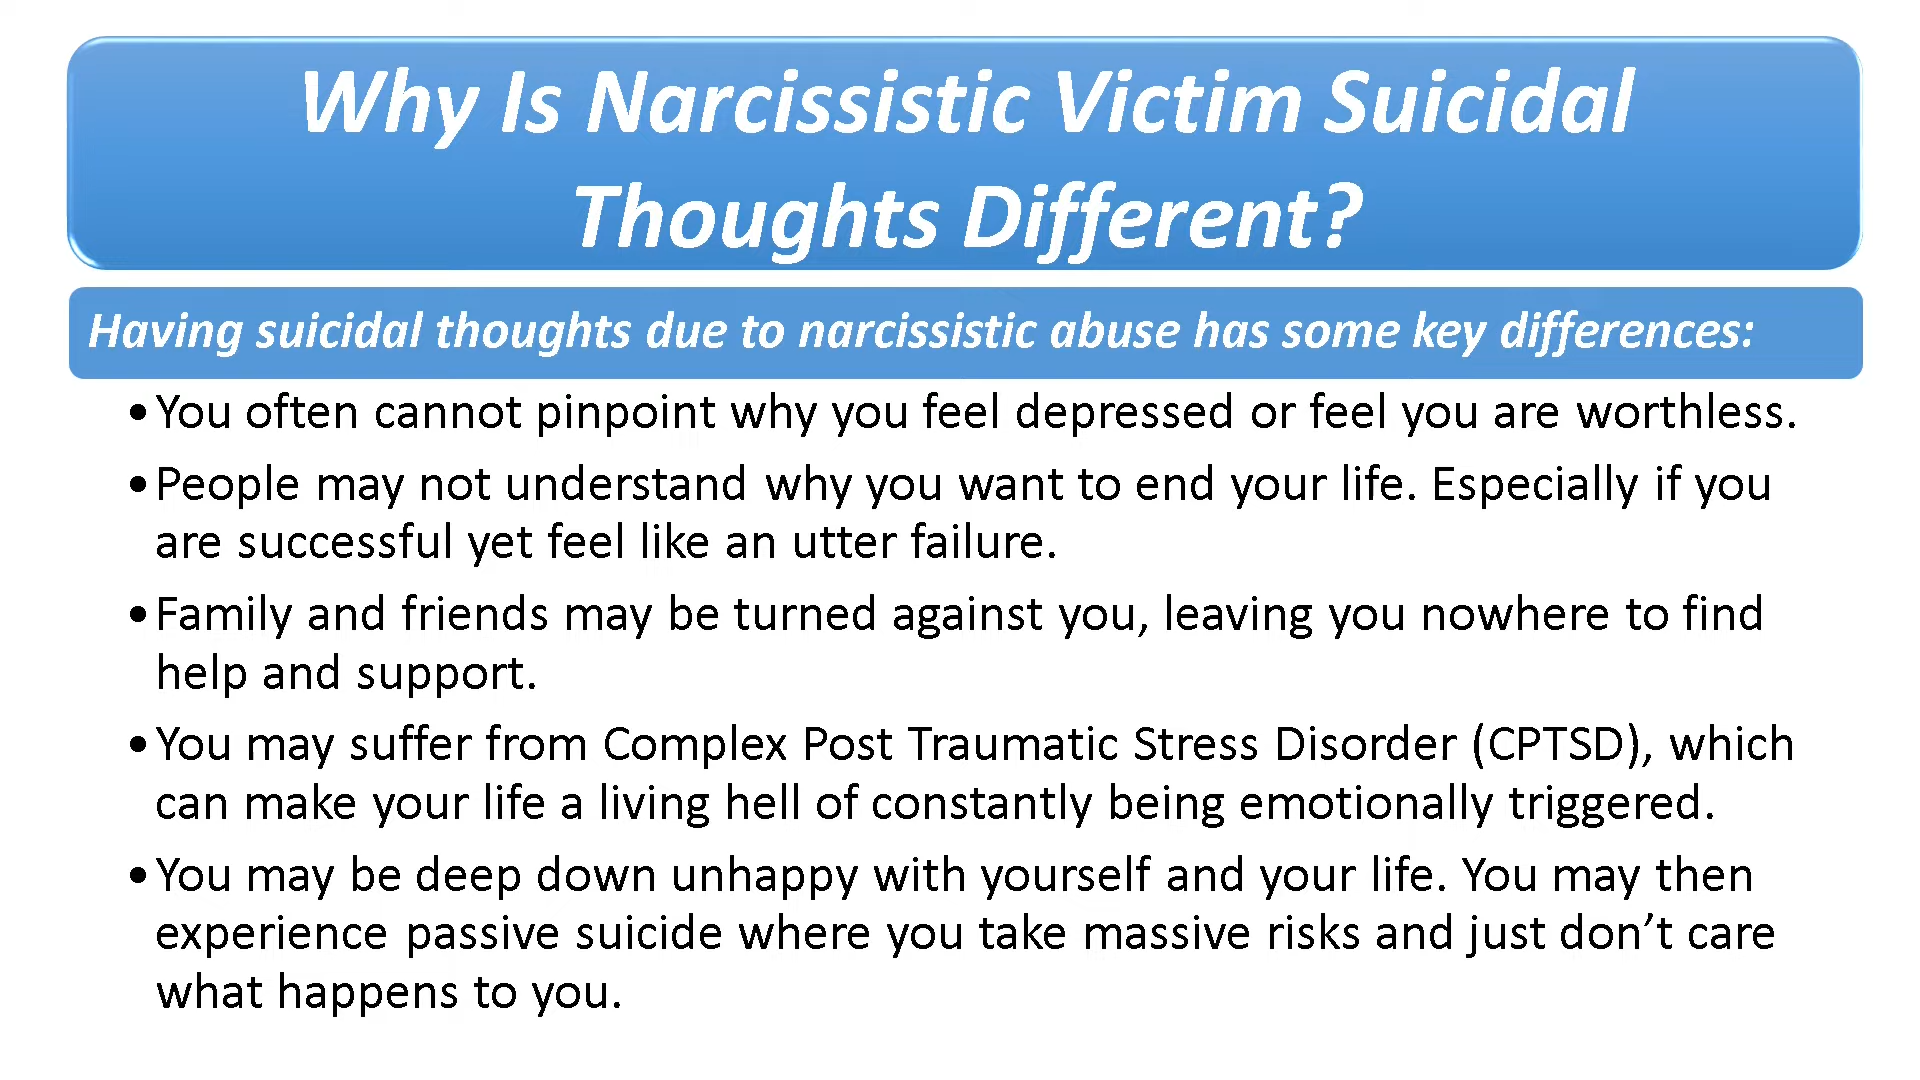 Why Is Narcissistic Victim Suicidal
Thoughts Different?
Having suicidal thoughts due to narcissistic abuse has some key differences:
•You often cannot pinpoint why you feel depressed or feel you are worthless.
•People may not understand why you want to end your life. Especially if you
are successful yet feel like an utter failure.
•Family and friends may be turned against you, leaving you nowhere to find
help and support.
•You may suffer from Complex Post Traumatic Stress Disorder (CPTSD), which
can make your life a living hell of constantly being emotionally triggered.
•You may be deep down unhappy with yourself and your life. You may then
experience passive suicide where you take massive risks and just don’t care
what happens to you.